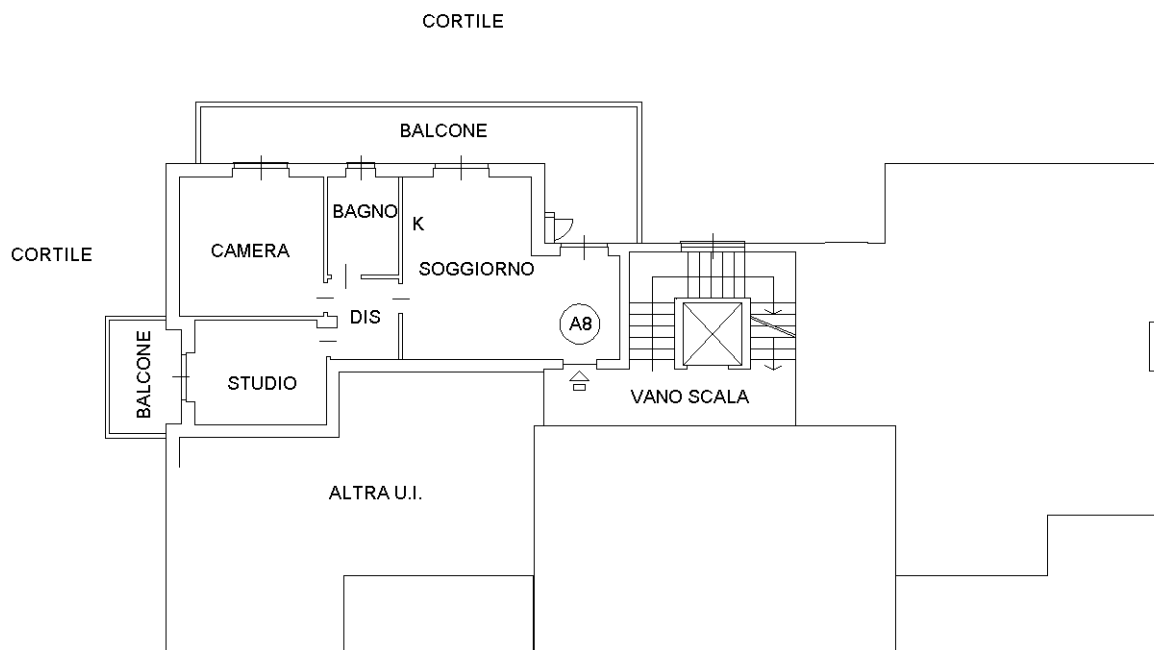 CORTILE
BALCONE
BAGNO
K
CAMERA
CORTILE
SOGGIORNO
DIS
A8
BALCONE
STUDIO
VANO SCALA
ALTRA U.I.